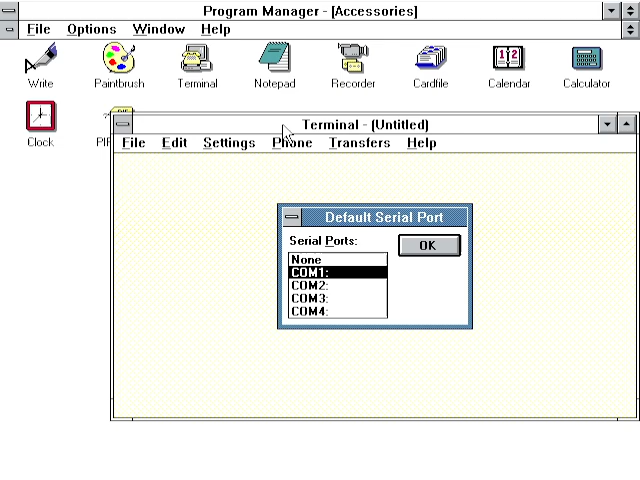 Program Manager - [Accessories]
File Options Window Help
Write Paintbrush Terminal Notepad Recorder Cardfile Calendar Calculator
Clock
Terminal - (Untitled)
File Edit Settings Phone Transfers Help
Default Serial Port
Serial Ports:
OK
None
COM1:
COM2:
COM3:
COM4: